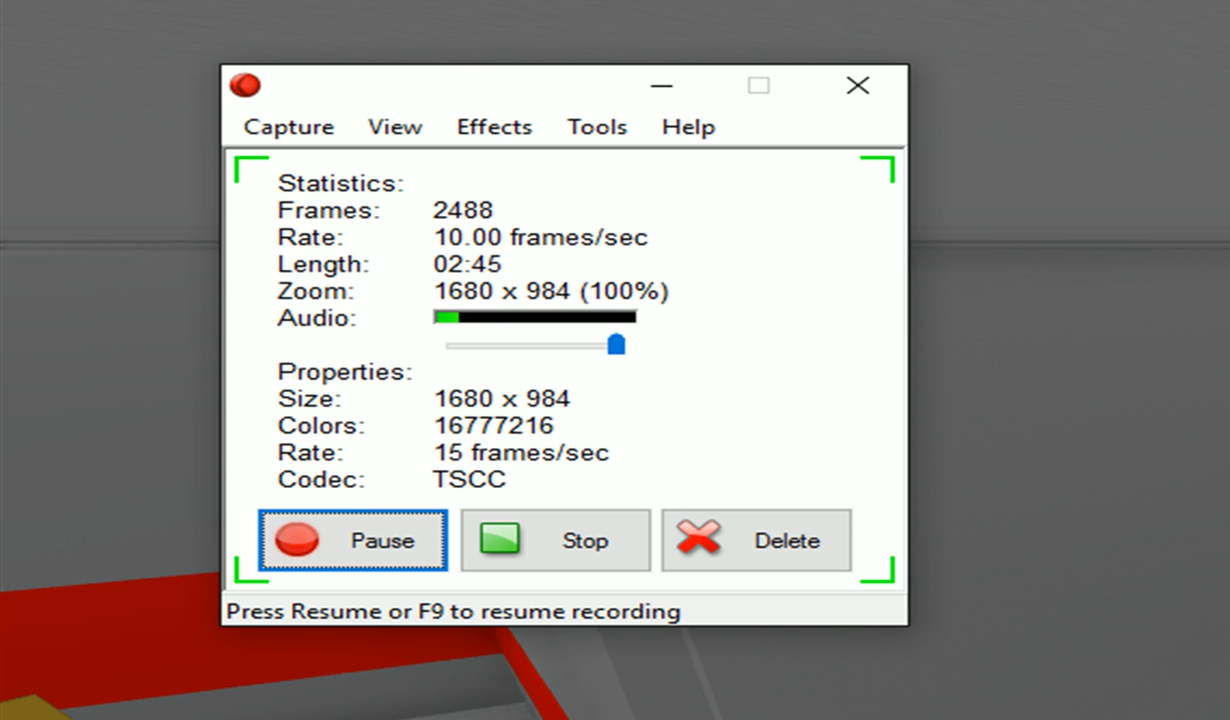 Capture View Effects Tools Help
Statistics:
Frames: 2488
Rate: 10.00 frames/sec
Length: 02:45
Zoom: 1680 x 984 (100%)
Audio:
Properties:
Size: 1680 x 984
Colors: 16777216
Rate: 15 frames/sec
Codec: TSCC
Pause Stop Delete
Press Resume or F9 to resume recording